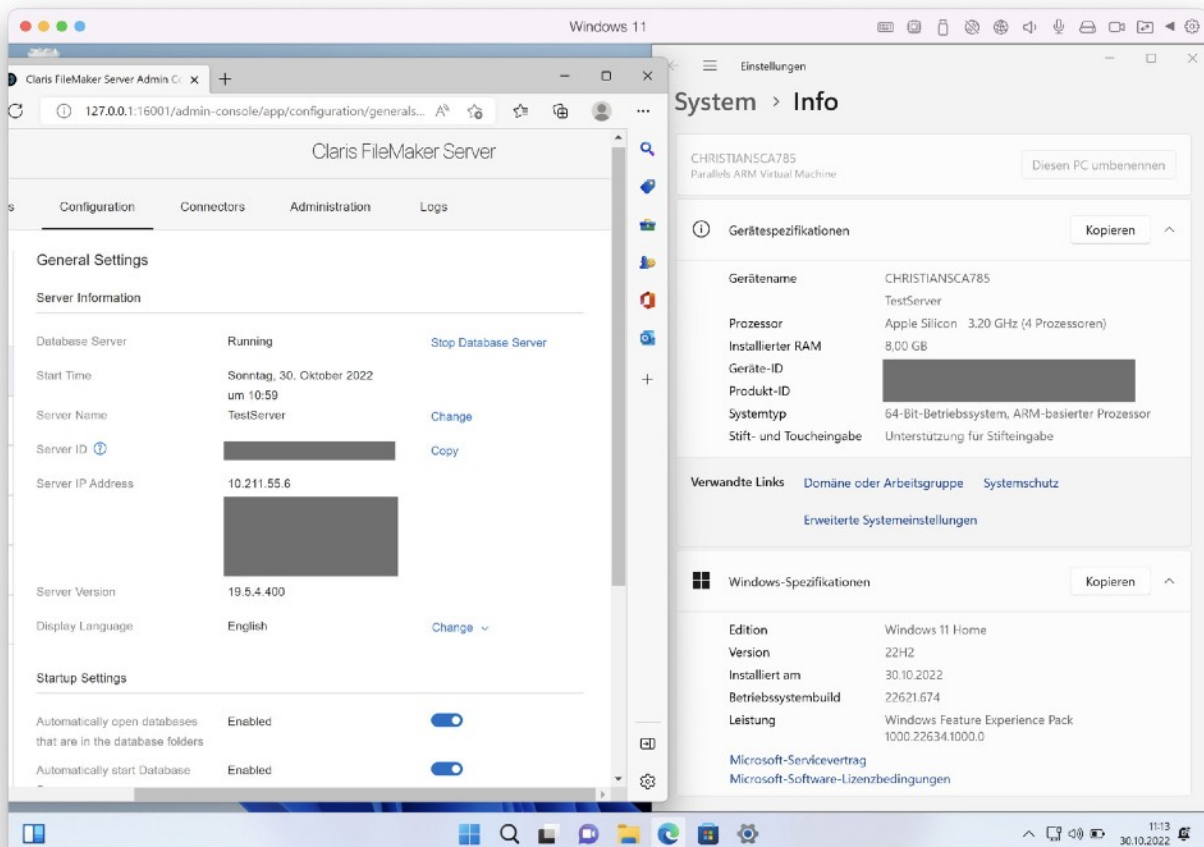 Windows 11
Claris FileMaker Server Admin Co
127.0.0.1:16001/admin-console/app/configuration/generals...
Claris FileMaker Server
s
Configuration
Connectors
Administration
Logs
General Settings
Server Information
Database Server
Running
Stop Database Server
Start Time
Sonntag, 30. Oktober 2022
um 10:59
Server Name
TestServer
Change
Server ID
Copy
Server IP Address
10.211.55.6
Server Version
19.5.4.400
Display Language
English
Change
Startup Settings
Automatically open databases
that are in the database folders
Enabled
Automatically start Database
Enabled
Einstellungen
System > Info
CHRISTIANSCA785
Parallels ARM Virtual Machine
Diesen PC umbenennen
Gerätespezifikationen
Kopieren
Gerätename
CHRISTIANSCA785
TestServer
Prozessor
Apple Silicon 3.20 GHz (4 Prozessoren)
Installierter RAM
8,00 GB
Geräte-ID
Produkt-ID
Systemtyp
64-Bit-Betriebssystem, ARM-basierter Prozessor
Stift- und Toucheingabe
Unterstützung für Stifteingabe
Verwandte Links
Domäne oder Arbeitsgruppe
Systemschutz
Erweiterte Systemeinstellungen
Windows-Spezifikationen
Kopieren
Edition
Windows 11 Home
Version
22H2
Installiert am
30.10.2022
Betriebssystembuild
22621.674
Leistung
Windows Feature Experience Pack
1000.22634.1000.0
Microsoft-Servicevertrag
Microsoft-Software-Lizenzbedingungen
11:13
30.10.2022